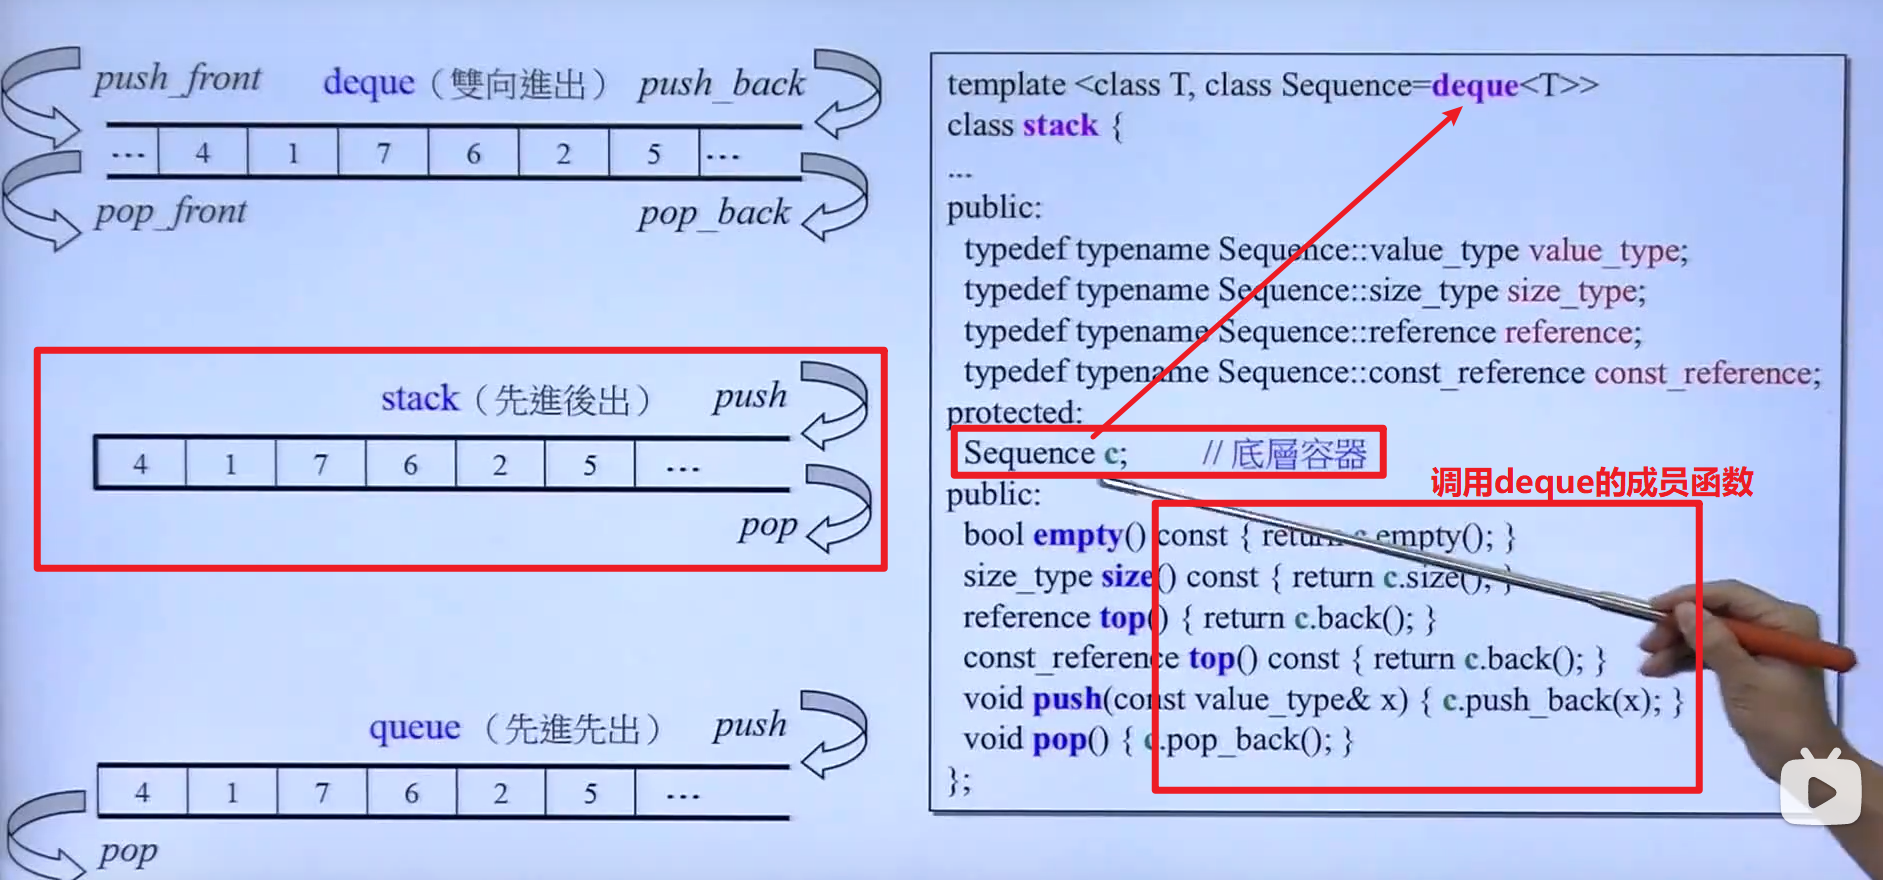 push_front deque（雙向進出） push_back
... 4 1 7 6 2 5 ...
pop_front pop_back
stack（先進後出） push
4 1 7 6 2 5 ...
pop
queue （先進先出） push
4 1 7 6 2 5 ...
pop
template <class T, class Sequence=deque<T>>
class stack {
...
public:
typedef typename Sequence::value_type value_type;
typedef typename Sequence::size_type size_type;
typedef typename Sequence::reference reference;
typedef typename Sequence::const_reference const_reference;
protected:
Sequence c; // 底層容器
调用deque的成员函数
public:
bool empty() const { return c.empty(); }
size_type size() const { return c.size(); }
reference top() { return c.back(); }
const_reference top() const { return c.back(); }
void push(const value_type& x) { c.push_back(x); }
void pop() { c.pop_back(); }
};